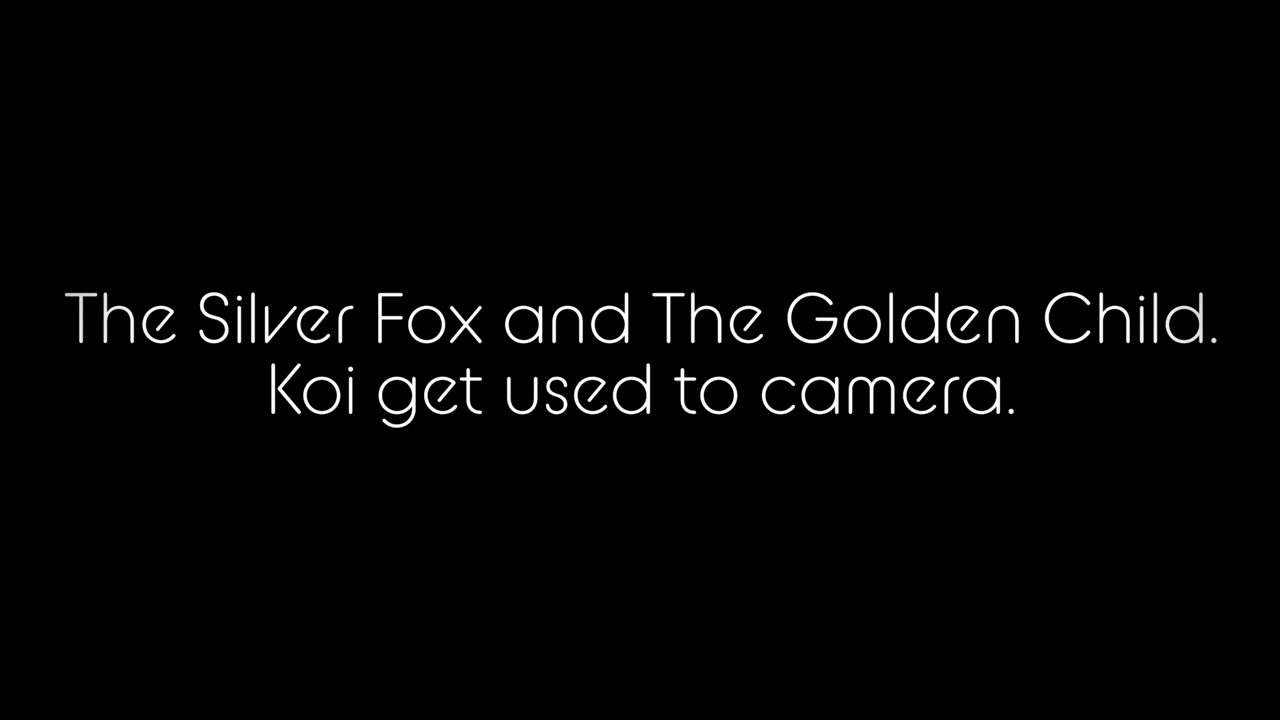 The Silver Fox and The Golden Child.
Koi get used to camera.